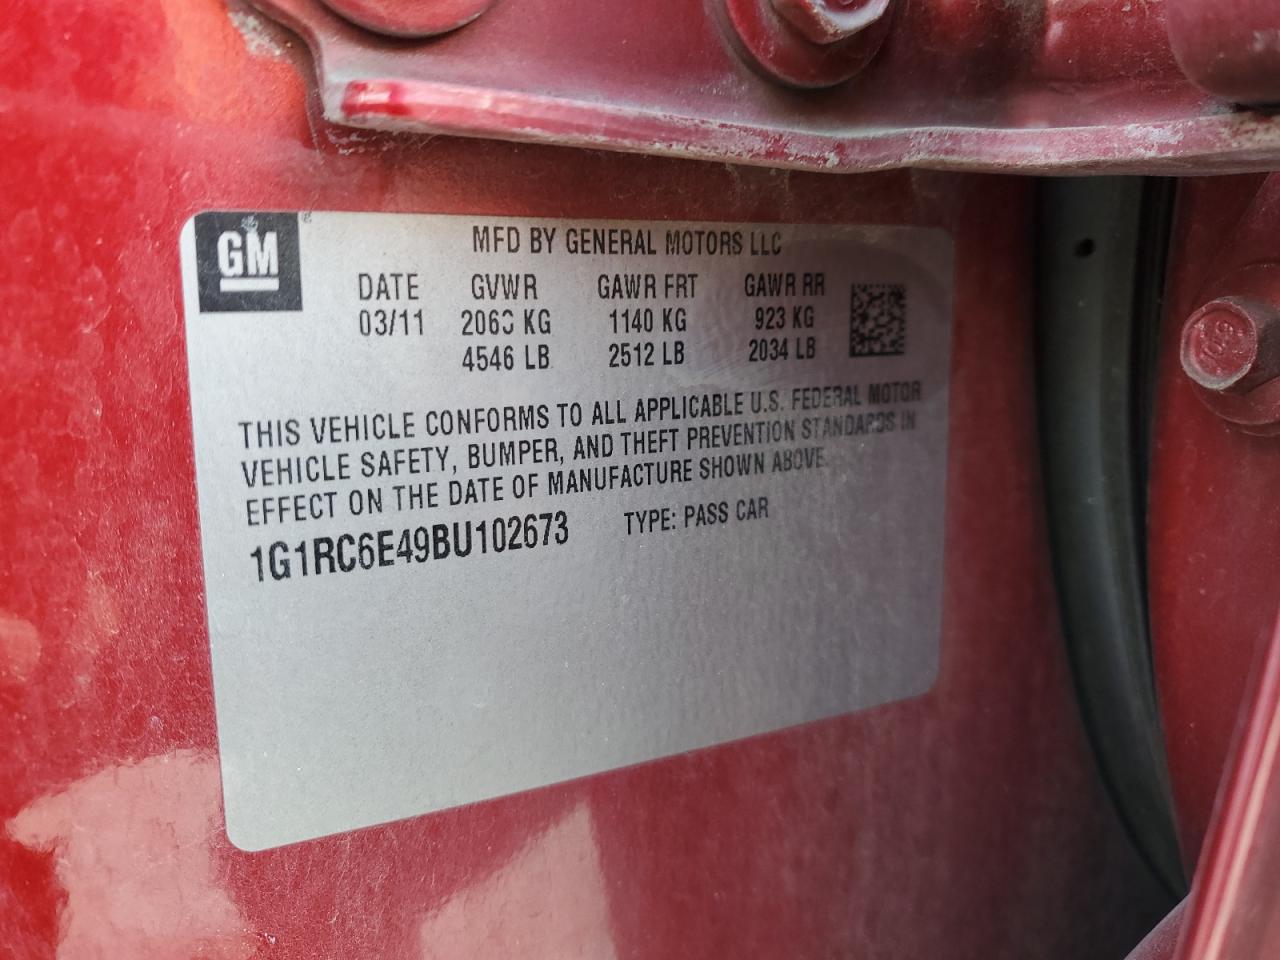 GM
MFD BY GENERAL MOTORS LLC
DATE GVWR GAWR FRT GAWR RR
03/11 2063 KG 1140 KG 923 KG
4546 LB 2512 LB 2034 LB
THIS VEHICLE CONFORMS TO ALL APPLICABLE U.S. FEDERAL MOTOR
VEHICLE SAFETY, BUMPER, AND THEFT PREVENTION STANDARDS IN
EFFECT ON THE DATE OF MANUFACTURE SHOWN ABOVE.
1G1RC6E49BU102673 TYPE: PASS CAR